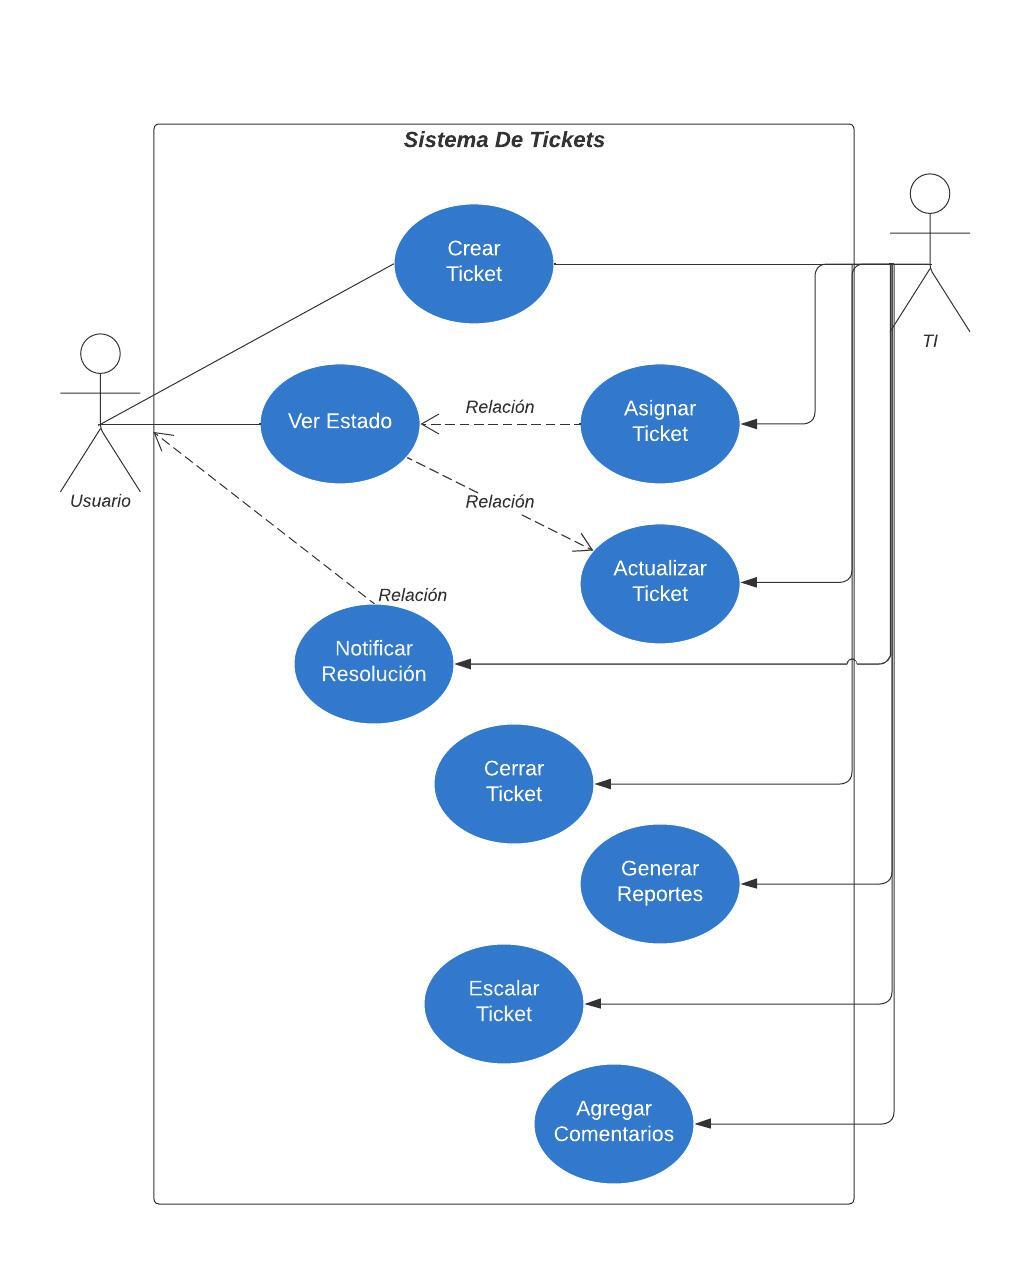 Sistema De Tickets
Crear
Ticket
TI
Usuario
Ver Estado
Relación
Asignar
Ticket
Relación
Actualizar
Ticket
Relación
Notificar
Resolución
Cerrar
Ticket
Generar
Reportes
Escalar
Ticket
Agregar
Comentarios